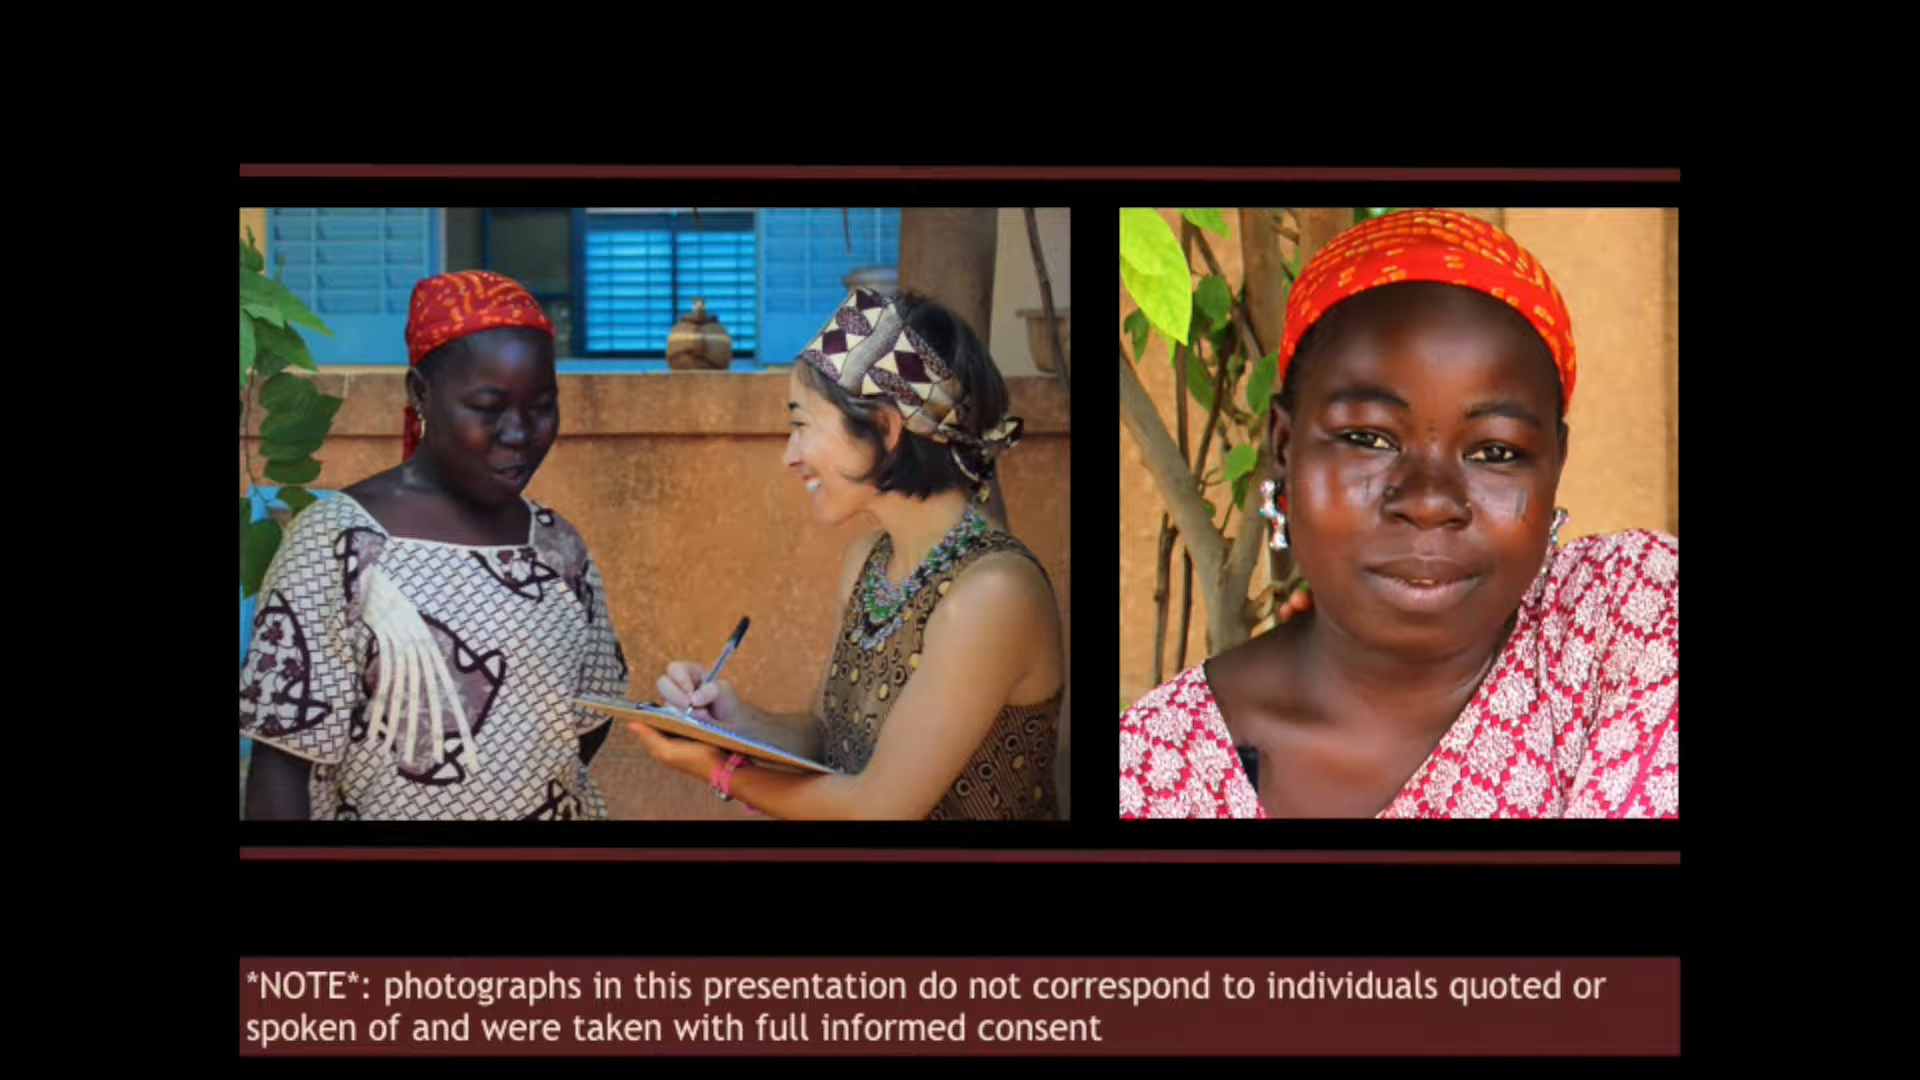 *NOTE*: photographs in this presentation do not correspond to individuals quoted or
spoken of and were taken with full informed consent